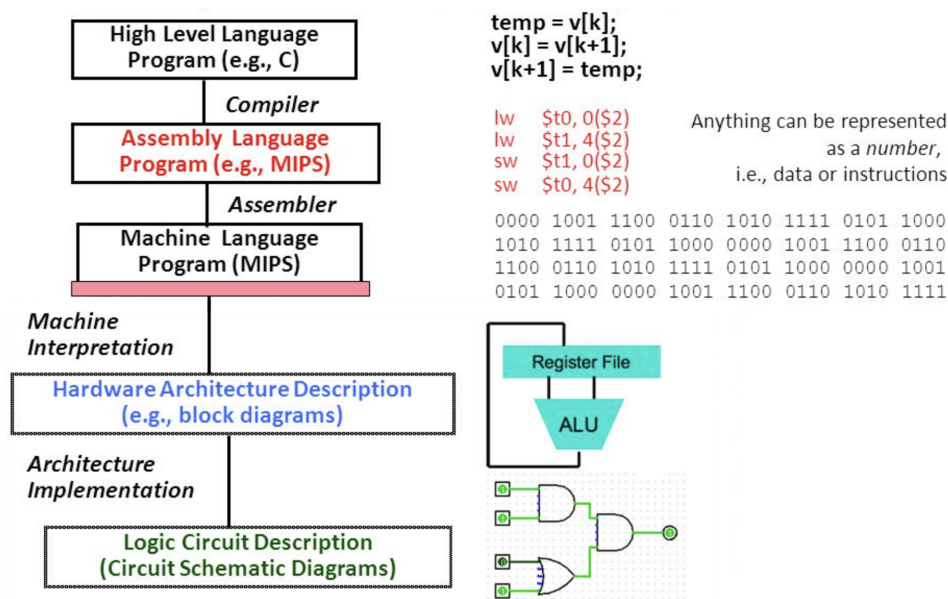 High Level Language
Program (e.g., C)
Compiler
Assembly Language
Program (e.g., MIPS)
Assembler
Machine Language
Program (MIPS)
Machine
Interpretation
Hardware Architecture Description
(e.g., block diagrams)
Architecture
Implementation
Logic Circuit Description
(Circuit Schematic Diagrams)
temp = v[k];
v[k] = v[k+1];
v[k+1] = temp;
lw $t0, 0($2)
lw $t1, 4($2)
sw $t1, 0($2)
sw $t0, 4($2)
Anything can be represented
as a number,
i.e., data or instructions
0000 1001 1100 0110 1010 1111 0101 1000
1010 1111 0101 1000 0000 1001 1100 0110
1100 0110 1010 1111 0101 1000 0000 1001
0101 1000 0000 1001 1100 0110 1010 1111
Register File
ALU